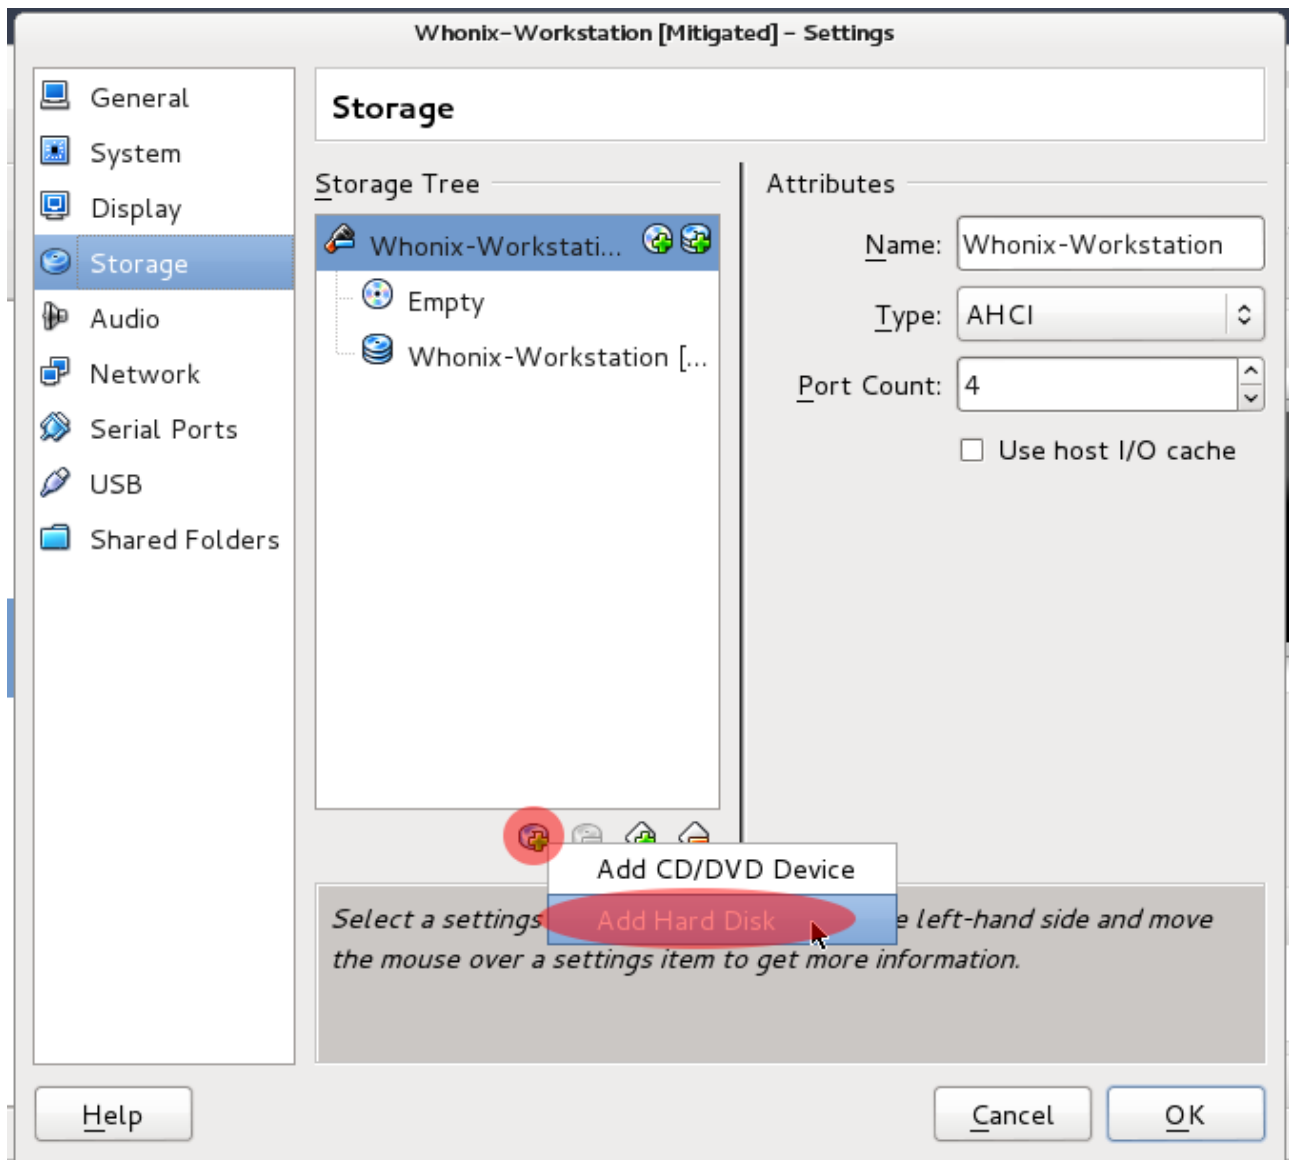 Whonix-Workstation [Mitigated] - Settings
General
System
Display
Storage
Audio
Network
Serial Ports
USB
Shared Folders
Storage
Storage Tree
Whonix-Workstati...
Empty
Whonix-Workstation [...
Attributes
Name: Whonix-Workstation
Type: AHCI
Port Count: 4
Use host I/O cache
Add CD/DVD Device
Add Hard Disk
Select a settings e left-hand side and move
the mouse over a settings item to get more information.
Help
Cancel
OK